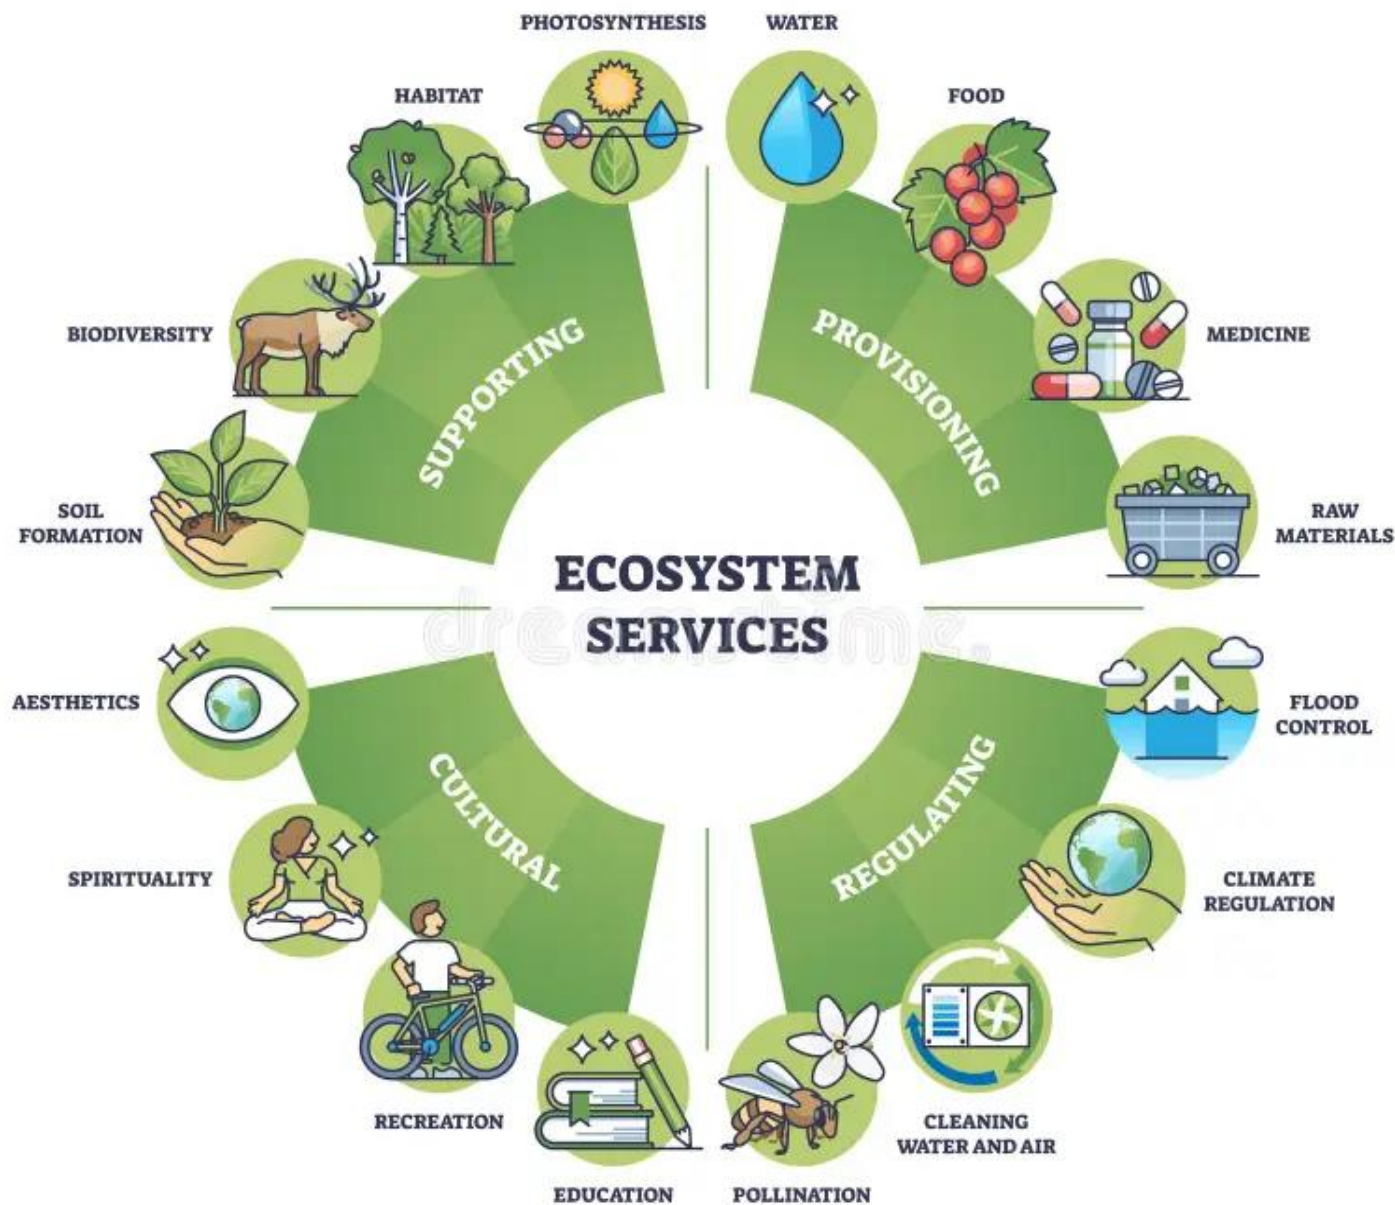 PHOTOSYNTHESIS
WATER
HABITAT
FOOD
BIODIVERSITY
MEDICINE
SUPPORTING
PROVISIONING
SOIL
FORMATION
RAW
MATERIALS
ECOSYSTEM
SERVICES
dreamstime.
AESTHETICS
FLOOD
CONTROL
CULTURAL
REGULATING
SPIRITUALITY
CLIMATE
REGULATION
RECREATION
CLEANING
WATER AND AIR
EDUCATION
POLLINATION